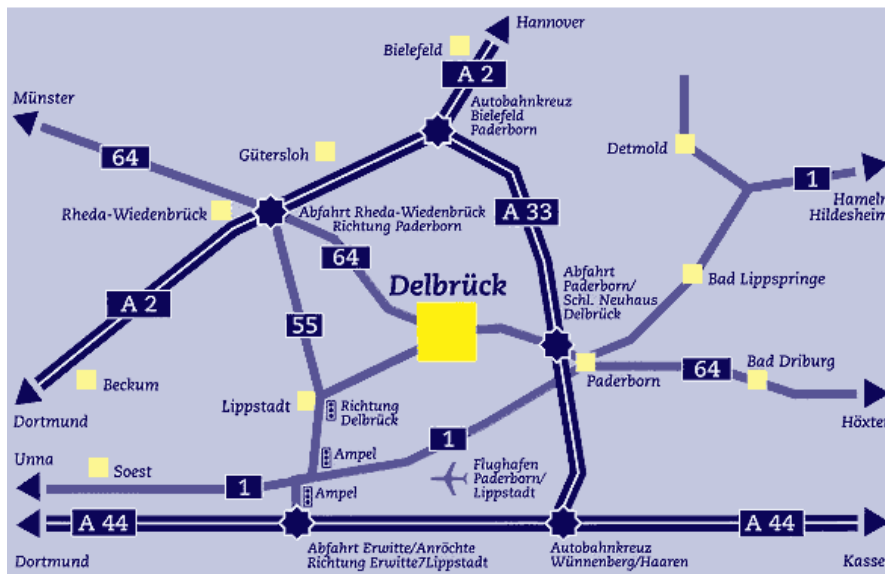 Hannover
Bielefeld
A 2
Münster
Autobahnkreuz
Bielefeld
Paderborn
64
Gütersloh
Detmold
1
Hameln
Hildesheim
Rheda-Wiedenbrück
Abfahrt Rheda-Wiedenbrück
Richtung Paderborn
A 33
64
Delbrück
Abfahrt
Paderborn/
Schl. Neuhaus
Delbrück
Bad Lippspringe
A 2
55
Beckum
Lippstadt
Richtung
Delbrück
Paderborn
64
Bad Driburg
Dortmund
Höxter
Unna
Soest
Ampel
1
Flughafen
Paderborn/
Lippstadt
1
Ampel
A 44
A 44
Dortmund
Abfahrt Erwitte/Anröchte
Richtung Erwitte7Lippstadt
Autobahnkreuz
Wünnenberg/Haaren
Kasse